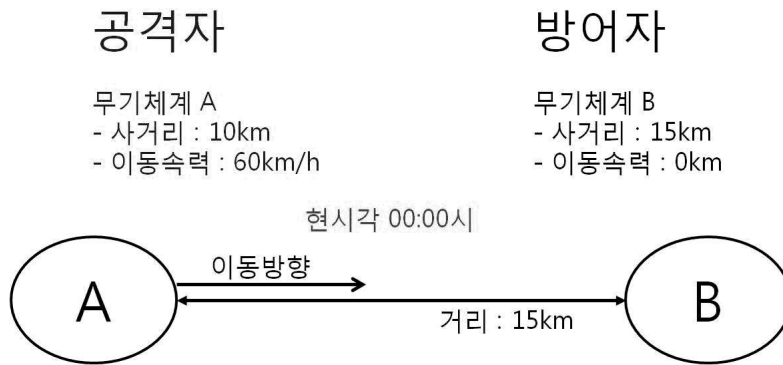 공격자
방어자
무기체계 A
- 사거리 : 10km
- 이동속력 : 60km/h
무기체계 B
- 사거리 : 15km
- 이동속력 : 0km
현시각 00:00시
A
이동방향
거리 : 15km
B